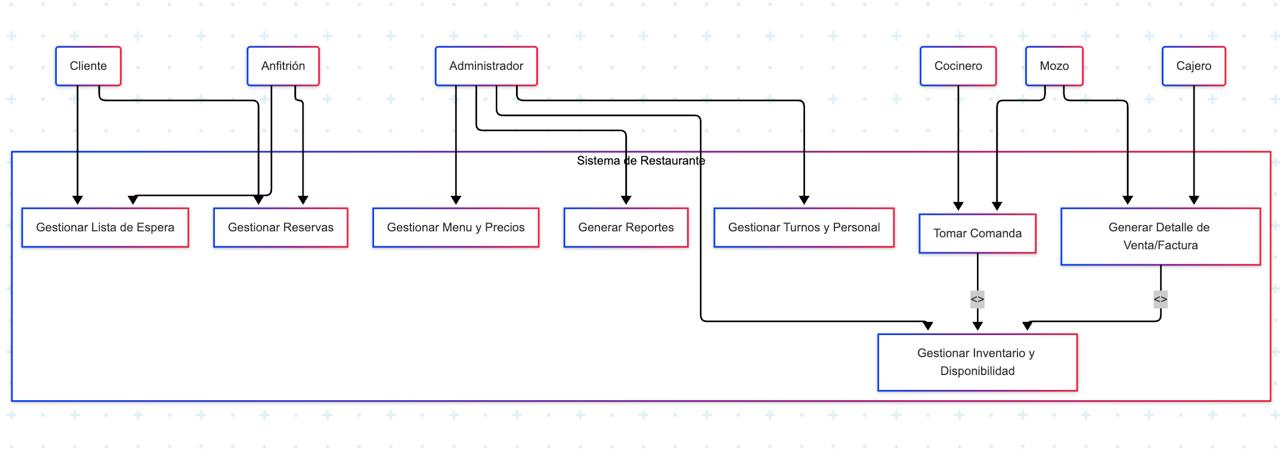 Cliente
Anfitrión
Administrador
Cocinero
Mozo
Cajero
Sistema de Restaurante
Gestionar Lista de Espera
Gestionar Reservas
Gestionar Menu y Precios
Generar Reportes
Gestionar Turnos y Personal
Tomar Comanda
Generar Detalle de
Venta/Factura
<>
<>
Gestionar Inventario y
Disponibilidad